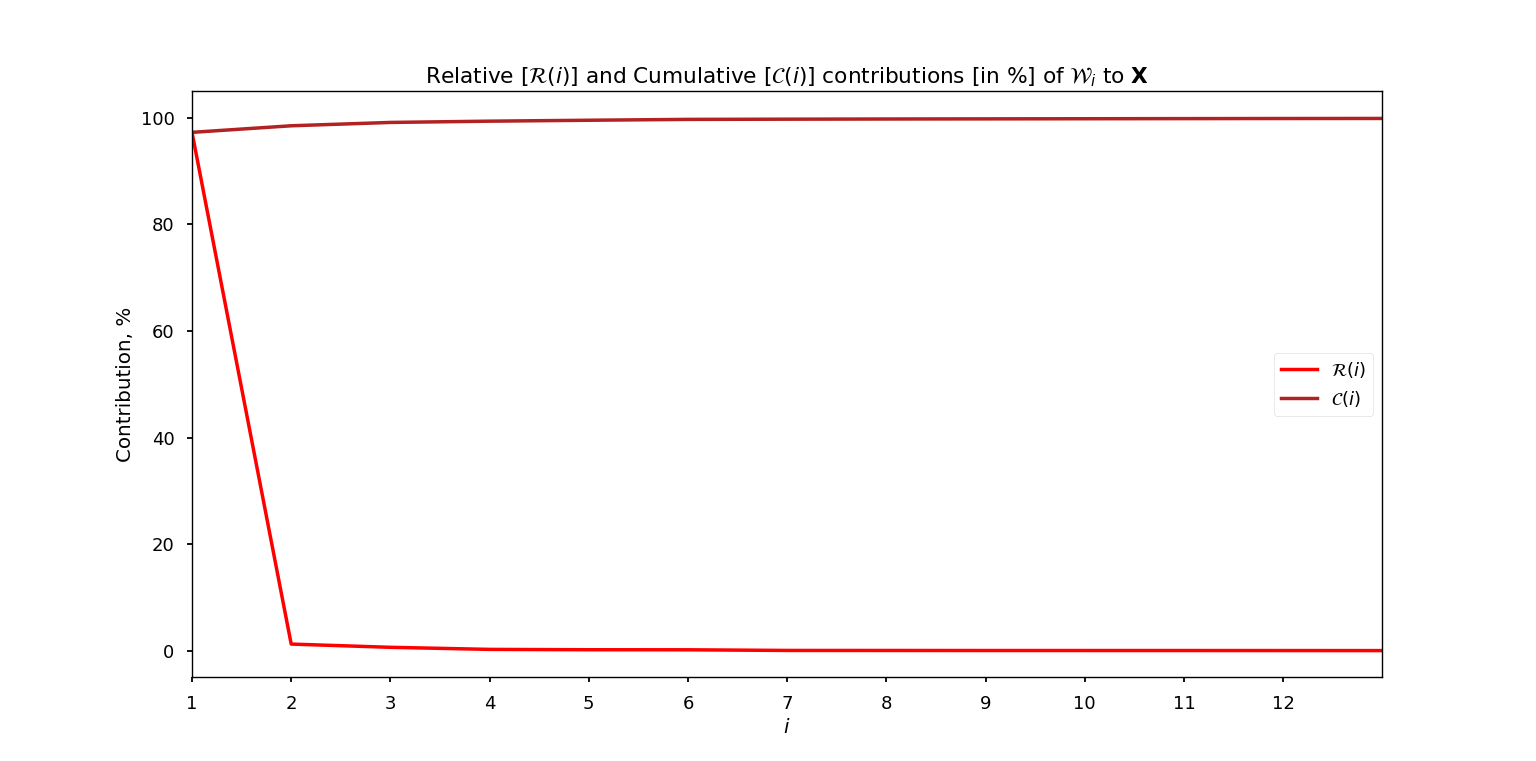 Relative [ℛ(i)] and Cumulative [𝒞(i)] contributions [in %] of 𝒲ᵢ to 𝐗
100
80
60
40
20
0
Contribution, %
ℛ(i)
𝒞(i)
1 2 3 4 5 6 7 8 9 10 11 12
i